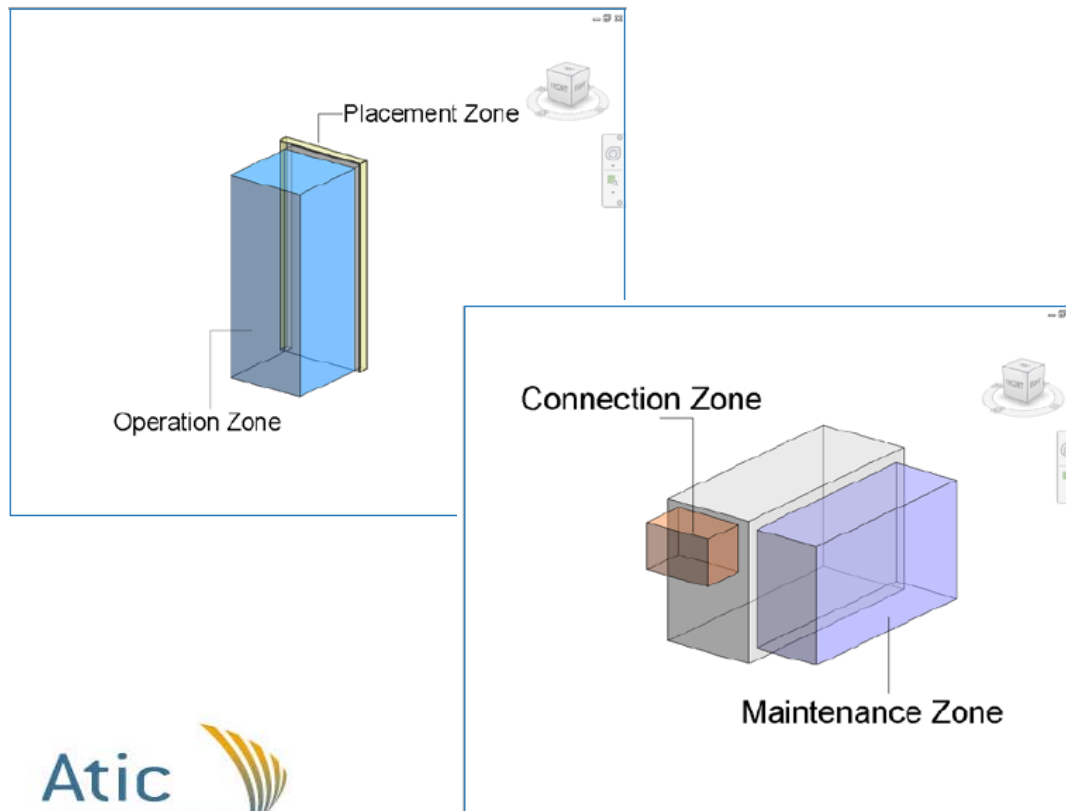 Placement Zone
Operation Zone
Connection Zone
Maintenance Zone
Atic